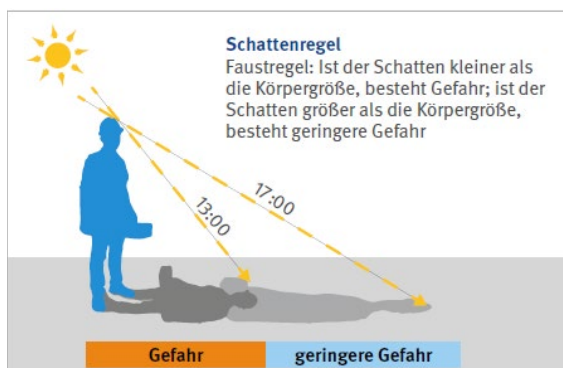 Schattenregel
Faustregel: Ist der Schatten kleiner als
die Körpergröße, besteht Gefahr; ist der
Schatten größer als die Körpergröße,
besteht geringere Gefahr
13:00
17:00
Gefahr
geringere Gefahr